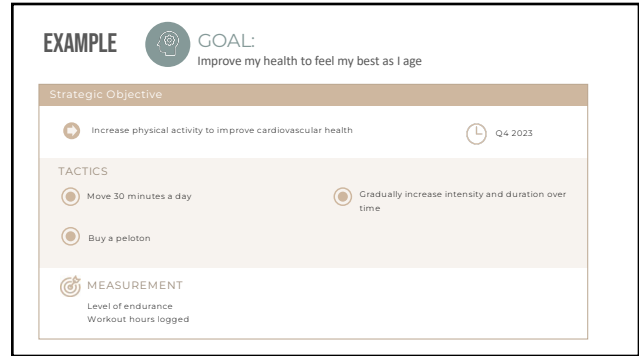 EXAMPLE
GOAL:
Improve my health to feel my best as I age
Strategic Objective
Increase physical activity to improve cardiovascular health
Q4 2023
TACTICS
Move 30 minutes a day
Gradually increase intensity and duration over
time
Buy a peloton
MEASUREMENT
Level of endurance
Workout hours logged